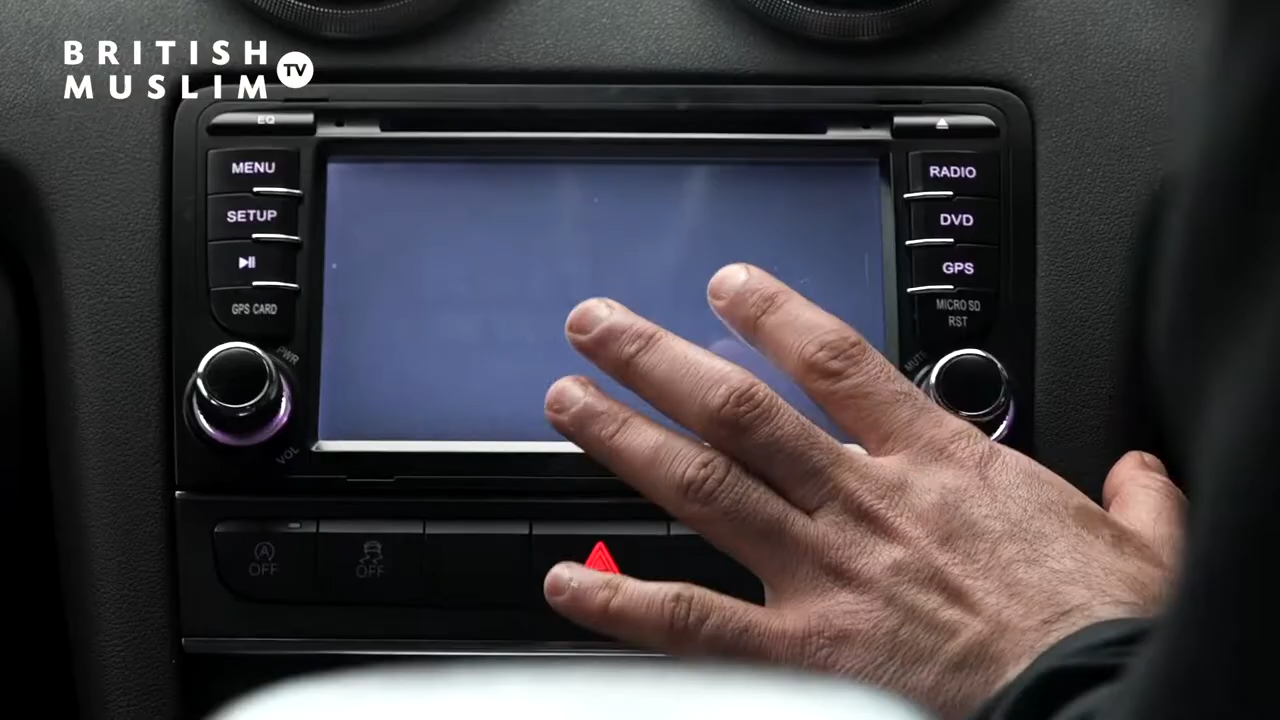 BRITISH
MUSLIM TV
EQ
MENU
SETUP
GPS CARD
PWR
VOL
RADIO
DVD
GPS
MICRO SD
RST
MUTE
A
OFF
OFF